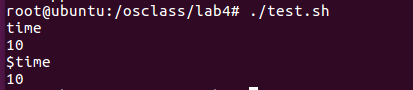 root@ubuntu:/osclass/lab4# ./test.sh
time
10
$time
10